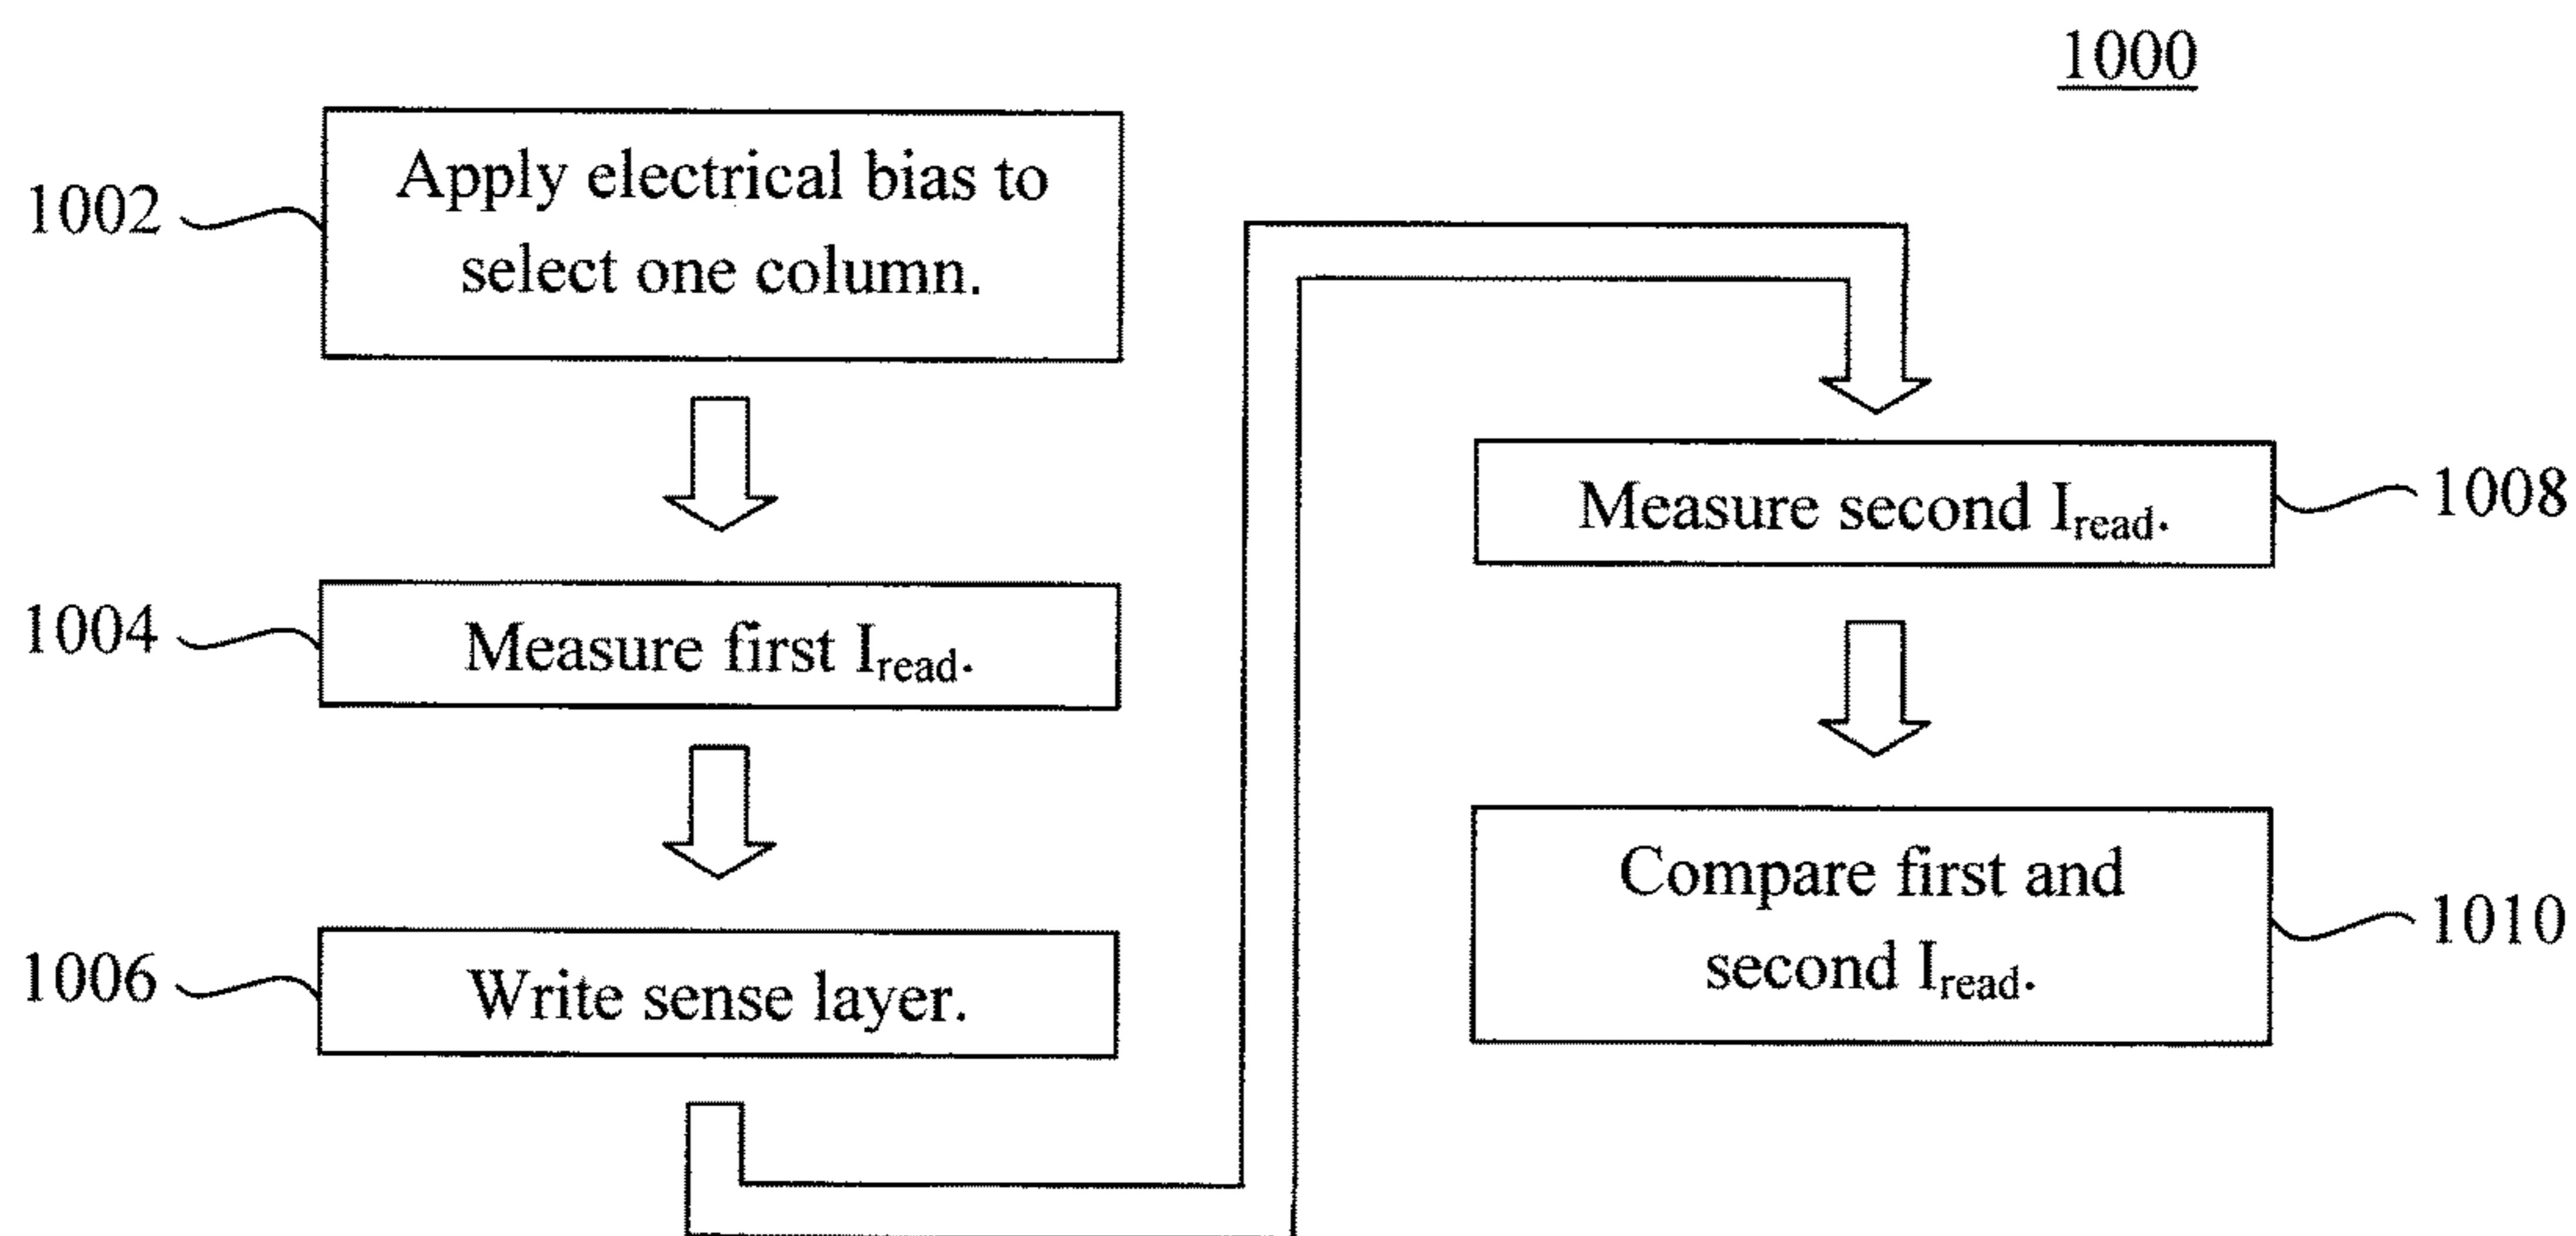 1000
1002
Apply electrical bias to
select one column.
1004
Measure first Iread.
1006
Write sense layer.
Measure second Iread.
1008
Compare first and
second Iread.
1010